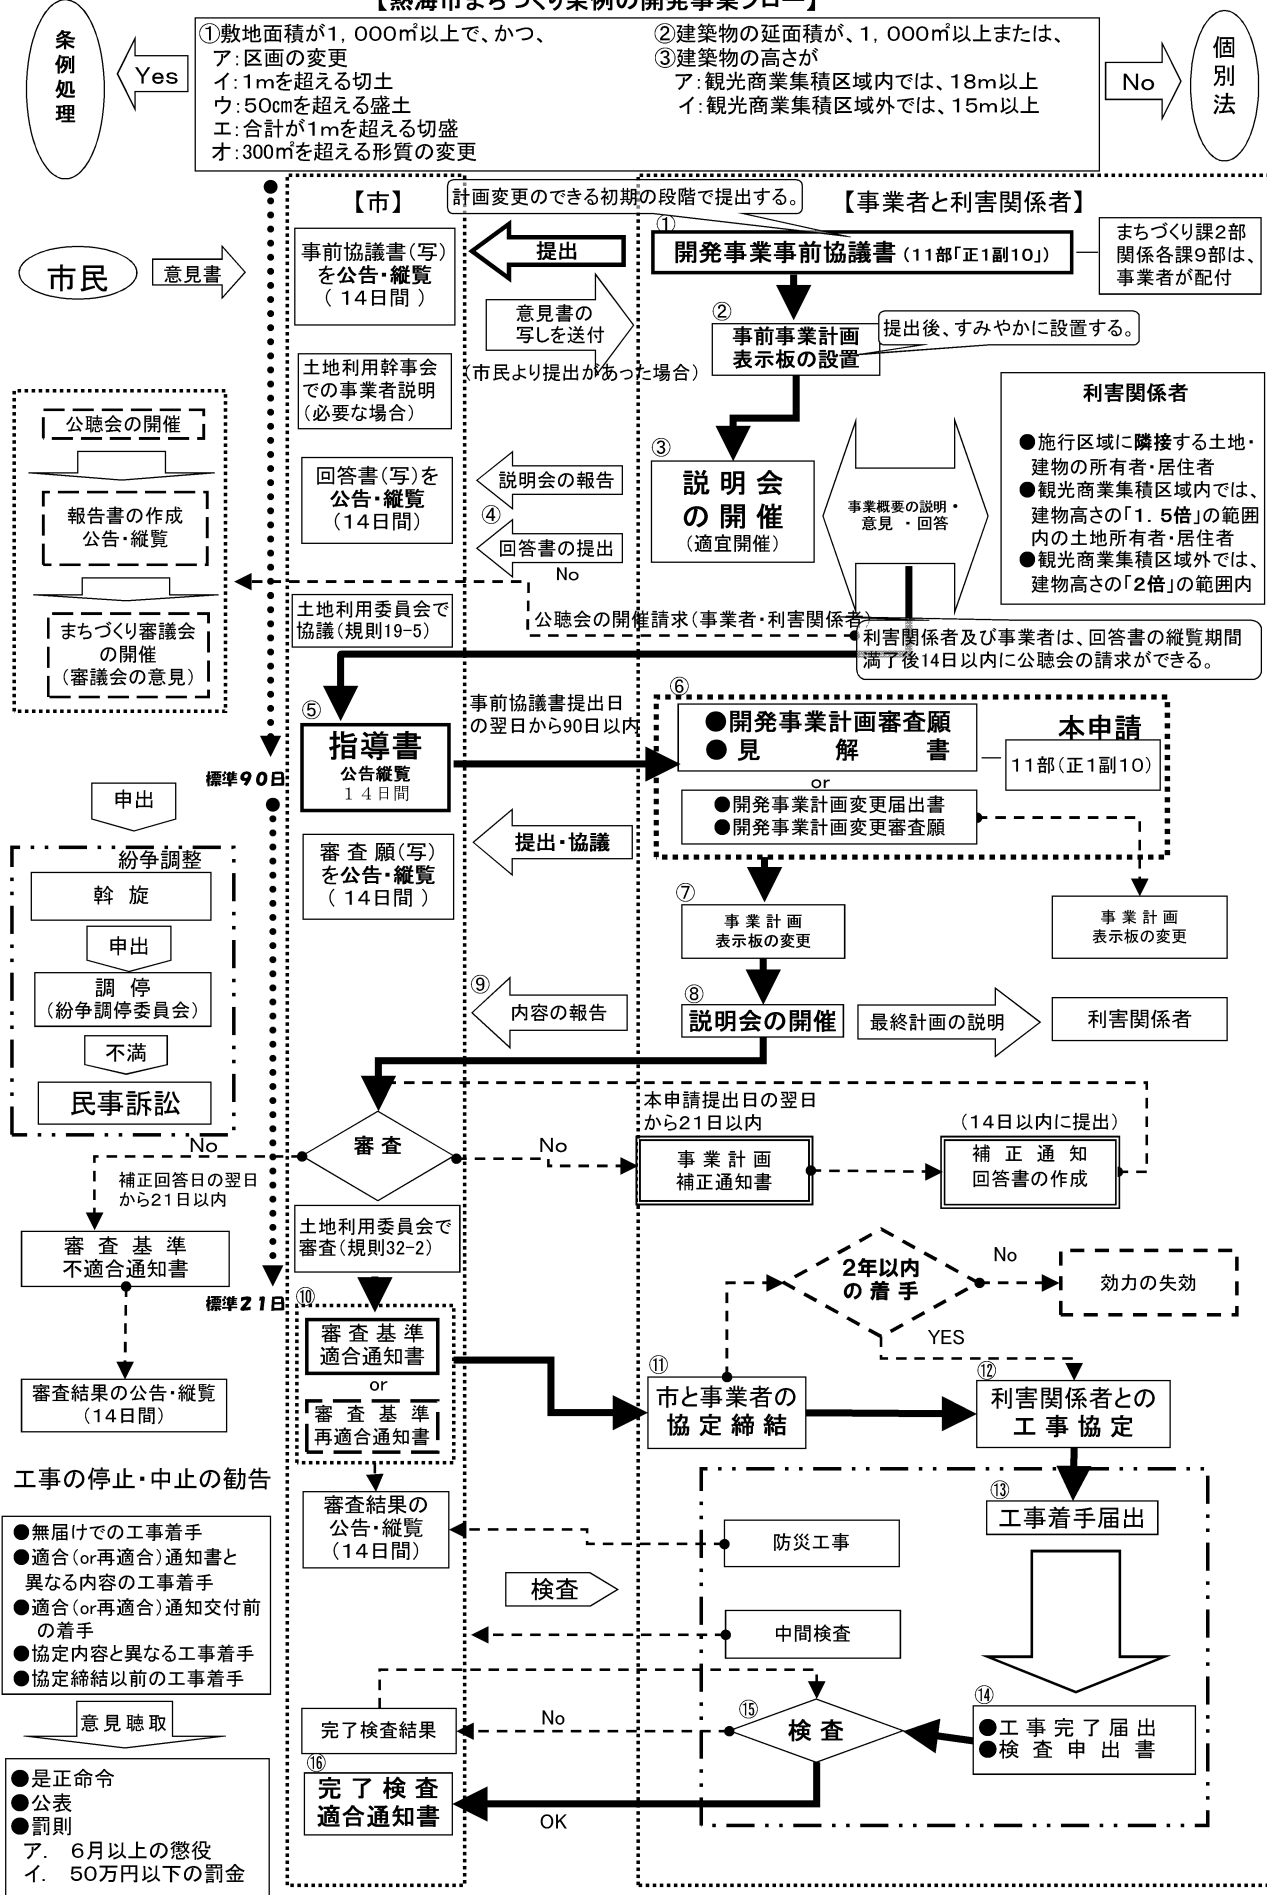 【熱海市まちづくり条例の開発事業フロー】
条例処理
Yes
①敷地面積が1,000㎡以上で、かつ、
ア:区画の変更
イ:1mを超える切土
ウ:50cmを超える盛土
エ:合計が1mを超える切盛
オ:300㎡を超える形質の変更
②建築物の延面積が、1,000㎡以上または、
③建築物の高さが
ア:観光商業集積区域内では、18m以上
イ:観光商業集積区域外では、15m以上
No
個別法
【市】
計画変更のできる初期の段階で提出する。
【事業者と利害関係者】
市民
意見書
事前協議書(写)
を公告・縦覧
(14日間)
提出
①
開発事業事前協議書(11部「正1副10」)
まちづくり課2部
関係各課9部は、
事業者が配付
意見書の
写しを送付
(市民より提出があった場合)
②
事前事業計画
表示板の設置
提出後、すみやかに設置する。
土地利用幹事会
での事業者説明
(必要な場合)
利害関係者
●施行区域に隣接する土地・
建物の所有者・居住者
●観光商業集積区域内では、
建物高さの「1.5倍」の範囲
内の土地所有者・居住者
●観光商業集積区域外では、
建物高さの「2倍」の範囲内
公聴会の開催
報告書の作成
公告・縦覧
まちづくり審議会
の開催
(審議会の意見)
回答書(写)を
公告・縦覧
(14日間)
説明会の報告
④
回答書の提出
No
③
説明会
の開催
(適宜開催)
事業概要の説明・
意見・回答
土地利用委員会で
協議(規則19-5)
公聴会の開催請求(事業者・利害関係者)
利害関係者及び事業者は、回答書の縦覧期間
満了後14日以内に公聴会の請求ができる。
⑤
指導書
公告縦覧
14日間
標準90日
事前協議書提出日
の翌日から90日以内
⑥
●開発事業計画審査願
●見解書
or
●開発事業計画変更届出書
●開発事業計画変更審査願
本申請
11部(正1副10)
審査願(写)
を公告・縦覧
(14日間)
提出・協議
⑦
事業計画
表示板の変更
事業計画
表示板の変更
申出
紛争調整
斡旋
申出
調停
(紛争調停委員会)
不満
民事訴訟
⑨
内容の報告
⑧
説明会の開催
最終計画の説明
利害関係者
審査
No
No
本申請提出日の翌日
から21日以内
事業計画
補正通知書
(14日以内に提出)
補正通知
回答書の作成
補正回答日の翌日
から21日以内
審査基準
不適合通知書
審査結果の公告・縦覧
(14日間)
土地利用委員会で
審査(規則32-2)
標準21日
⑩
審査基準
適合通知書
or
審査基準
再適合通知書
2年以内
の着手
No
効力の失効
YES
⑪
市と事業者の
協定締結
⑫
利害関係者との
工事協定
審査結果の
公告・縦覧
(14日間)
⑬
工事着手届出
防災工事
検査
中間検査
工事の停止・中止の勧告
●無届けでの工事着手
●適合(or再適合)通知書と
異なる内容の工事着手
●適合(or再適合)通知交付前
の着手
●協定内容と異なる工事着手
●協定締結以前の工事着手
意見聴取
●是正命令
●公表
●罰則
ア. 6月以上の懲役
イ. 50万円以下の罰金
完了検査結果
No
⑮
検査
⑭
●工事完了届出
●検査申出書
⑯
完了検査
適合通知書
OK